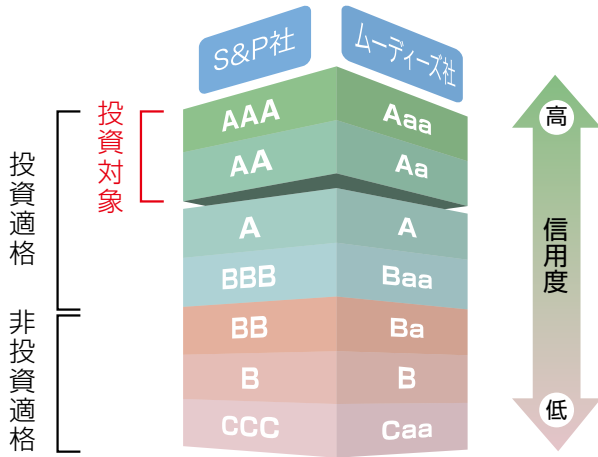 S&P社
ムーディーズ社
投資適格
投資対象
AAA
Aaa
AA
Aa
A
A
BBB
Baa
非投資適格
BB
Ba
B
B
CCC
Caa
高
信用度
低